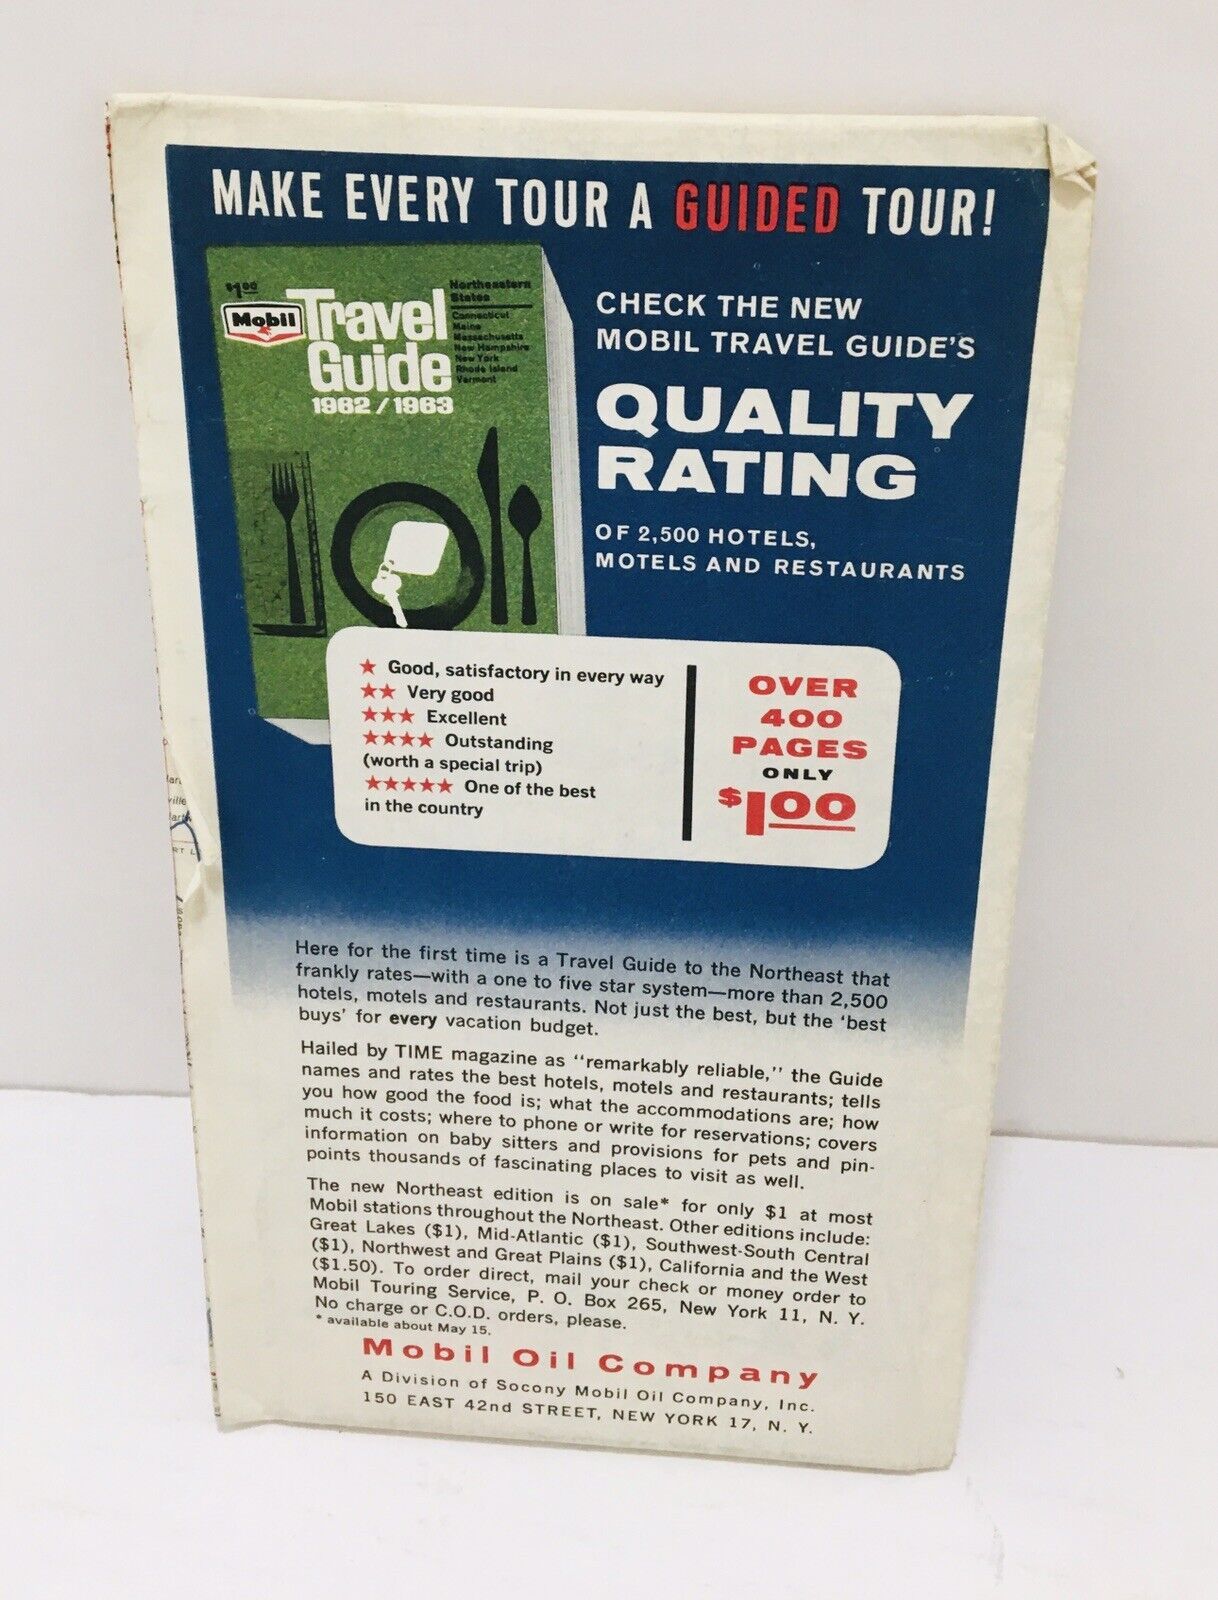 MAKE EVERY TOUR A GUIDED TOUR!
$1.00
Mobil
Travel
Guide
1962/1963
Northeastern
States
Connecticut
Maine
Massachusetts
New Hampshire
New York
Rhode Island
Vermont
CHECK THE NEW
MOBIL TRAVEL GUIDE'S
QUALITY
RATING
OF 2,500 HOTELS,
MOTELS AND RESTAURANTS
★ Good, satisfactory in every way
★★ Very good
★★★ Excellent
★★★★ Outstanding
(worth a special trip)
★★★★★ One of the best
in the country
OVER
400
PAGES
ONLY
$1.00
Here for the first time is a Travel Guide to the Northeast that
frankly rates—with a one to five star system—more than 2,500
hotels, motels and restaurants. Not just the best, but the 'best
buys' for every vacation budget.
Hailed by TIME magazine as "remarkably reliable," the Guide
names and rates the best hotels, motels and restaurants; tells
you how good the food is; what the accommodations are; how
much it costs; where to phone or write for reservations; covers
information on baby sitters and provisions for pets and pin-
points thousands of fascinating places to visit as well.
The new Northeast edition is on sale* for only $1 at most
Mobil stations throughout the Northeast. Other editions include:
Great Lakes ($1), Mid-Atlantic ($1), Southwest-South Central
($1), Northwest and Great Plains ($1), California and the West
($1.50). To order direct, mail your check or money order to
Mobil Touring Service, P. O. Box 265, New York 11, N. Y.
No charge or C.O.D. orders, please.
* available about May 15.
Mobil Oil Company
A Division of Socony Mobil Oil Company, Inc.
150 EAST 42nd STREET, NEW YORK 17, N. Y.